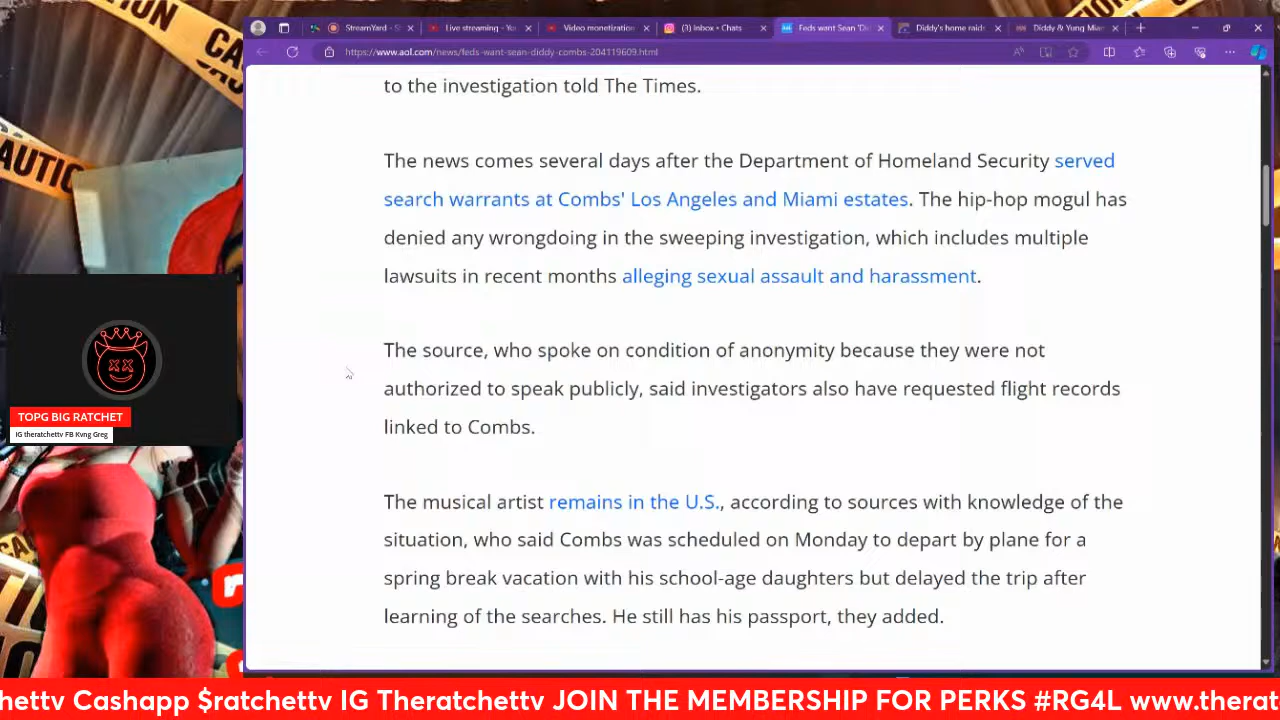 CAUTION
CAUTION
StreamYard - S
Live streaming - Yo
Video monetization
(3) Inbox • Chats
Feds want Sean 'D
Diddy's home raids
Diddy & Yung Mia
https://www.aol.com/news/feds-want-sean-diddy-combs-204119609.html
to the investigation told The Times.
The news comes several days after the Department of Homeland Security served
search warrants at Combs' Los Angeles and Miami estates. The hip-hop mogul has
denied any wrongdoing in the sweeping investigation, which includes multiple
lawsuits in recent months alleging sexual assault and harassment.
The source, who spoke on condition of anonymity because they were not
authorized to speak publicly, said investigators also have requested flight records
linked to Combs.
The musical artist remains in the U.S., according to sources with knowledge of the
situation, who said Combs was scheduled on Monday to depart by plane for a
spring break vacation with his school-age daughters but delayed the trip after
learning of the searches. He still has his passport, they added.
TOPG BIG RATCHET
IG theratchettv FB Kvng Greg
hettv Cashapp $ratchettv IG Theratchettv JOIN THE MEMBERSHIP FOR PERKS #RG4L www.therat